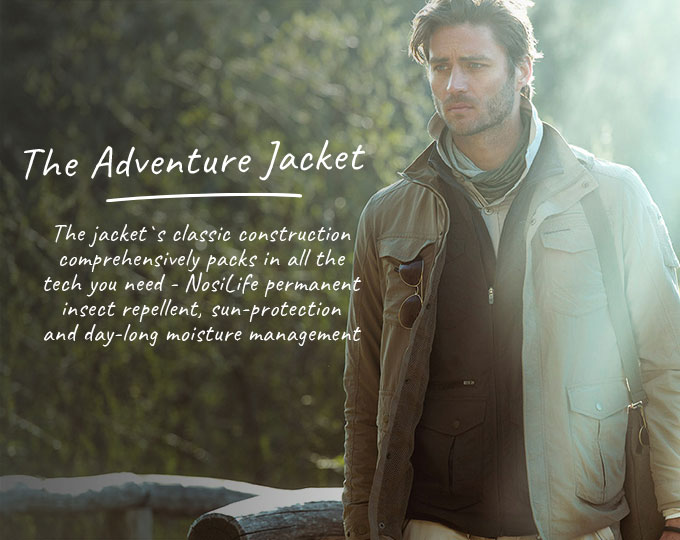 The Adventure Jacket
The jacket`s classic construction
comprehensively packs in all the
tech you need - NosiLife permanent
insect repellent, sun-protection
and day-long moisture management